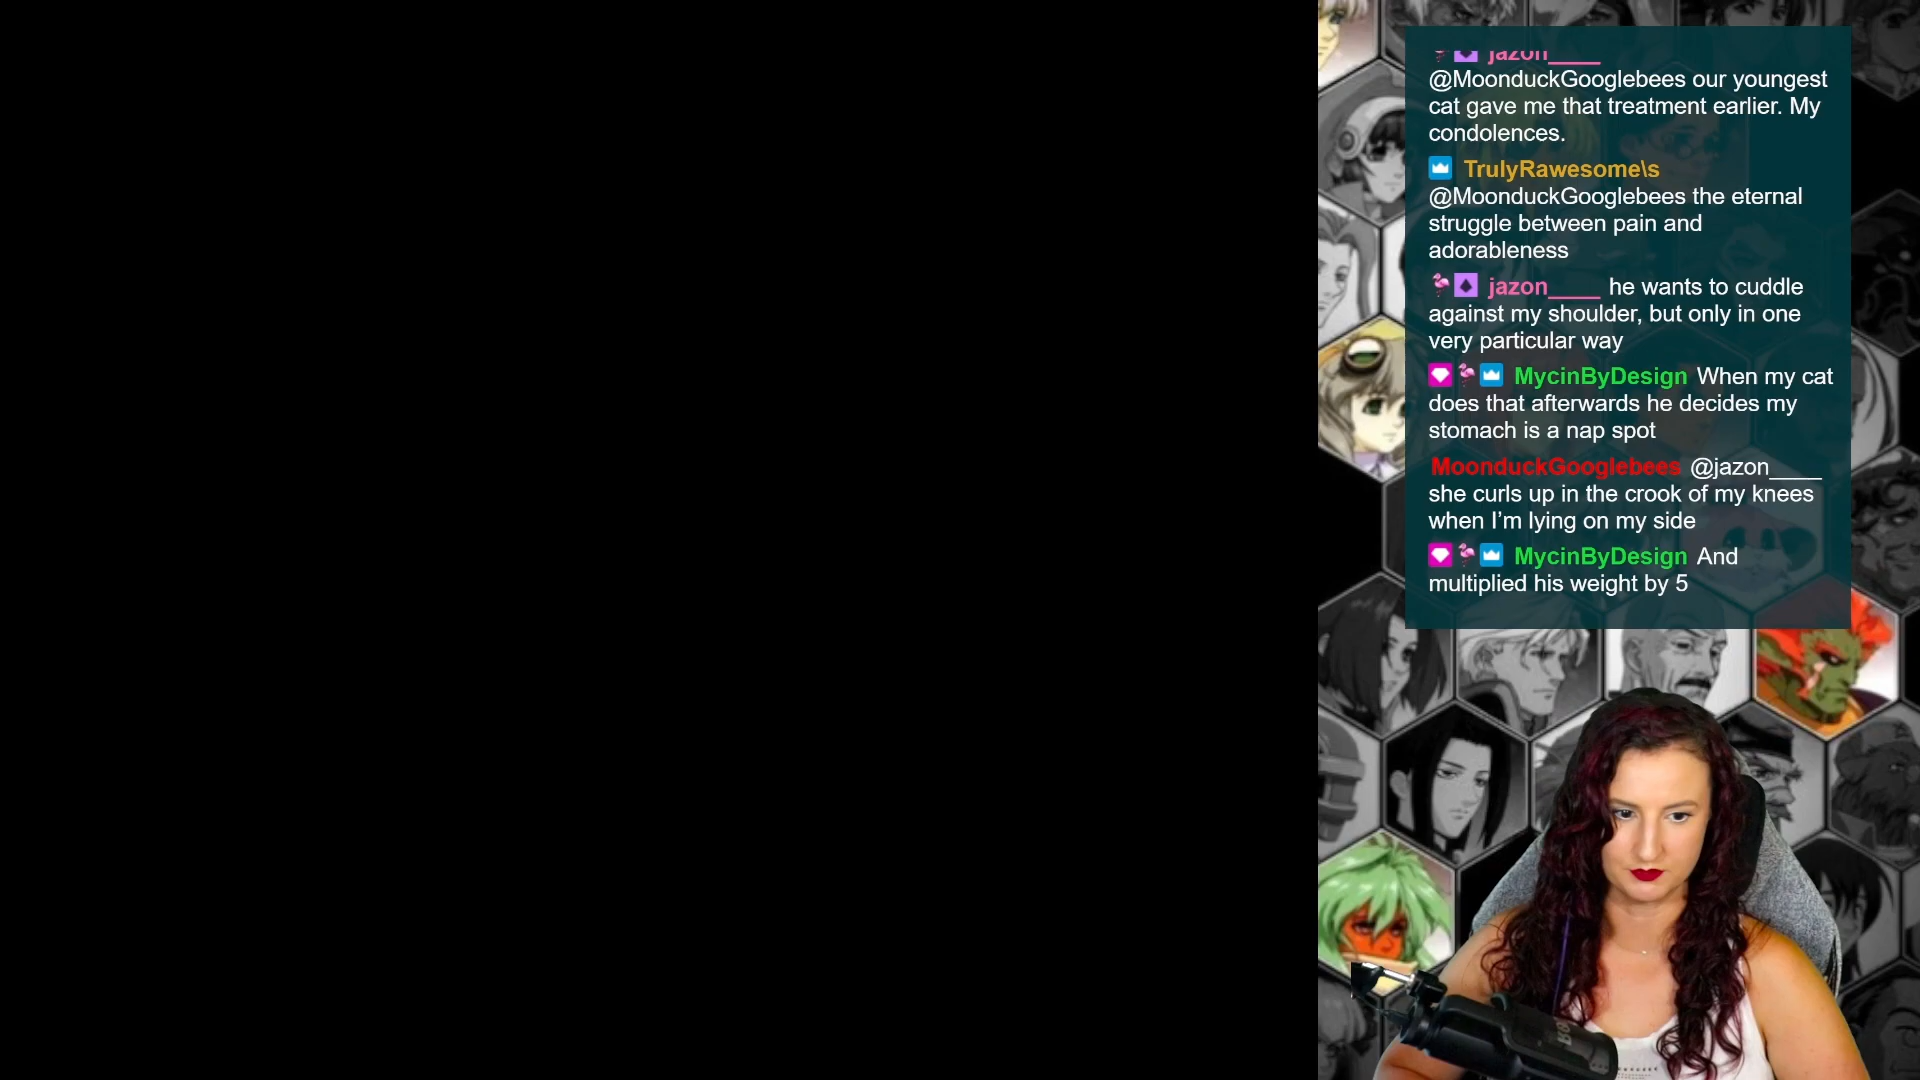 jazon____
@MoonduckGooglebees our youngest
cat gave me that treatment earlier. My
condolences.
TrulyRawesome\s
@MoonduckGooglebees the eternal
struggle between pain and
adorableness
jazon____ he wants to cuddle
against my shoulder, but only in one
very particular way
MycinByDesign When my cat
does that afterwards he decides my
stomach is a nap spot
MoonduckGooglebees @jazon____
she curls up in the crook of my knees
when I’m lying on my side
MycinByDesign And
multiplied his weight by 5